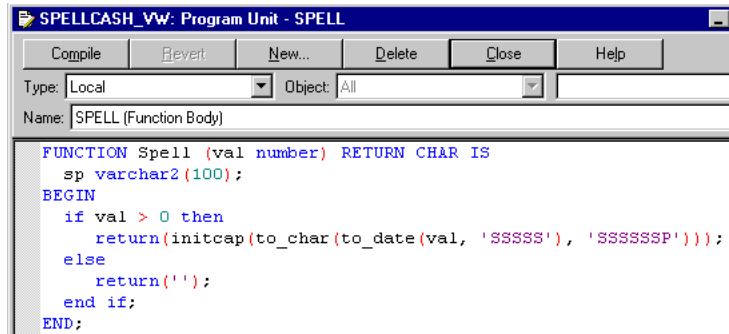 SPELLCASH_VW: Program Unit - SPELL
Compile Revert New... Delete Close Help
Type: Local Object: All
Name: SPELL (Function Body)
FUNCTION Spell (val number) RETURN CHAR IS
sp varchar2(100);
BEGIN
if val > 0 then
return(initcap(to_char(to_date(val, 'SSSSS'), 'SSSSSSP')));
else
return('');
end if;
END;